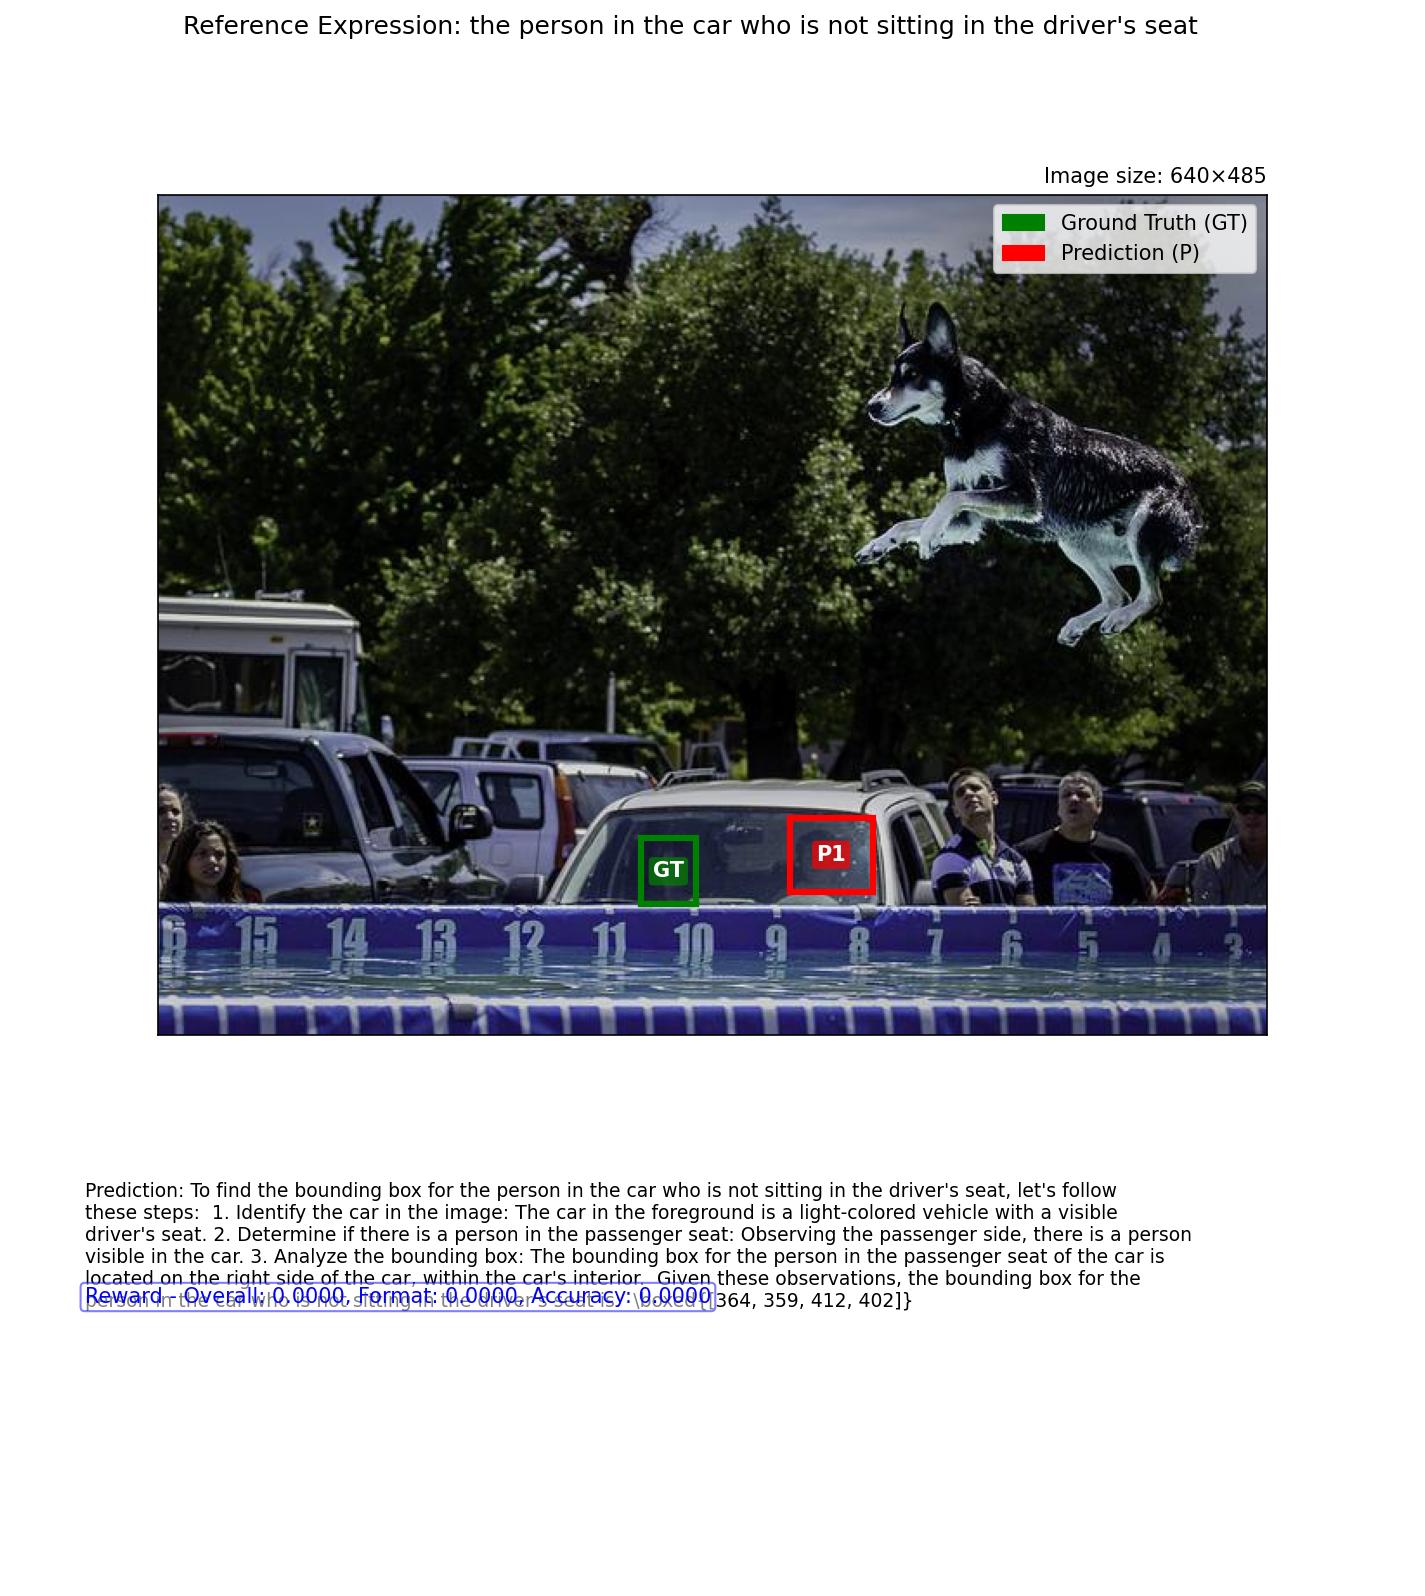 Reference Expression: the person in the car who is not sitting in the driver's seat
Image size: 640×485
Ground Truth (GT)
Prediction (P)
GT
P1
6 15 14 13 12 11 10 9 8 7 6 5 4 3
Prediction: To find the bounding box for the person in the car who is not sitting in the driver's seat, let's follow
these steps:  1. Identify the car in the image: The car in the foreground is a light-colored vehicle with a visible
driver's seat. 2. Determine if there is a person in the passenger seat: Observing the passenger side, there is a person
visible in the car. 3. Analyze the bounding box: The bounding box for the person in the passenger seat of the car is
located on the right side of the car, within the car's interior.  Given these observations, the bounding box for the
person in the car who is not sitting in the driver's seat is: \boxed{[364, 359, 412, 402]}
Reward - Overall: 0.0000, Format: 0.0000, Accuracy: 0.0000